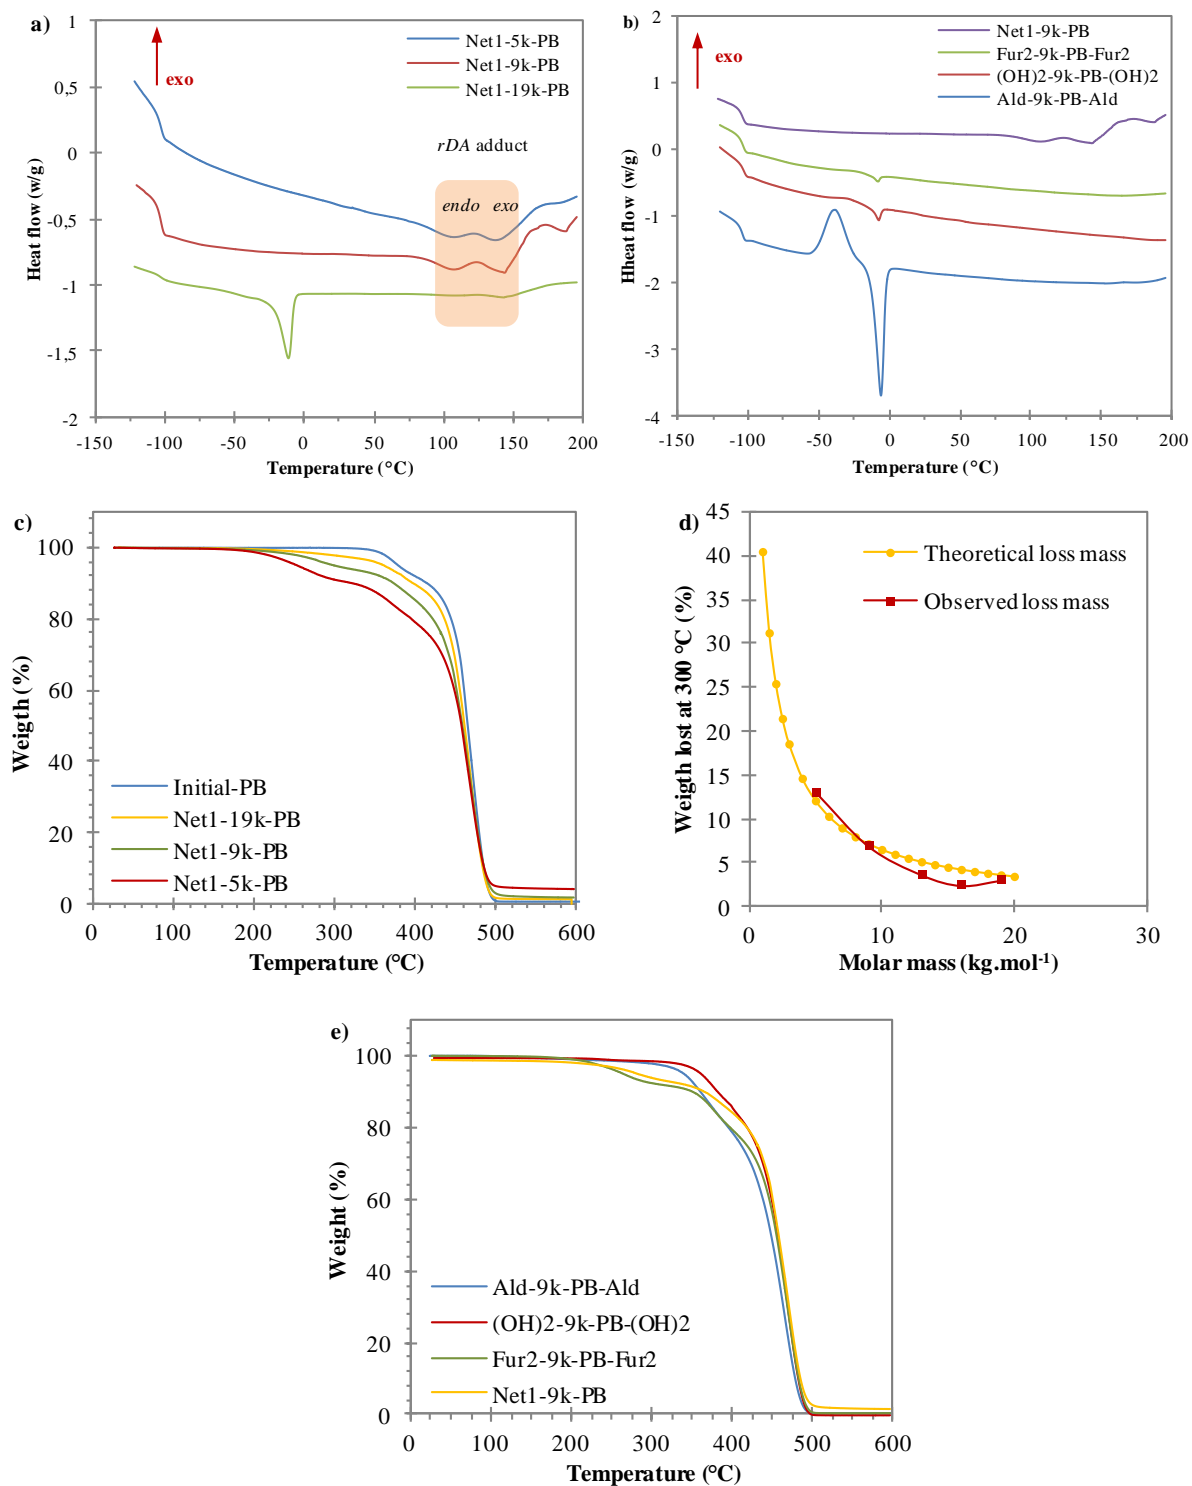 a)
exo
Net1-5k-PB
Net1-9k-PB
Net1-19k-PB
rDA adduct
endo exo
1
0,5
0
-0,5
-1
-1,5
-2
Heat flow (w/g)
-150 -100 -50 0 50 100 150 200
Temperature (°C)
b)
exo
Net1-9k-PB
Fur2-9k-PB-Fur2
(OH)2-9k-PB-(OH)2
Ald-9k-PB-Ald
2
1
0
-1
-2
-3
-4
Hheat flow (w/g)
-150 -100 -50 0 50 100 150 200
Temperature (°C)
c)
100
80
60
40
20
0
Weigth (%)
Initial-PB
Net1-19k-PB
Net1-9k-PB
Net1-5k-PB
0 100 200 300 400 500 600
Temperature (°C)
d)
45
40
35
30
25
20
15
10
5
0
Weigth lost at 300 °C (%)
Theoretical loss mass
Observed loss mass
0 10 20 30
Molar mass (kg.mol-1)
e)
100
80
60
40
20
0
Weight (%)
Ald-9k-PB-Ald
(OH)2-9k-PB-(OH)2
Fur2-9k-PB-Fur2
Net1-9k-PB
0 100 200 300 400 500 600
Temperature (°C)